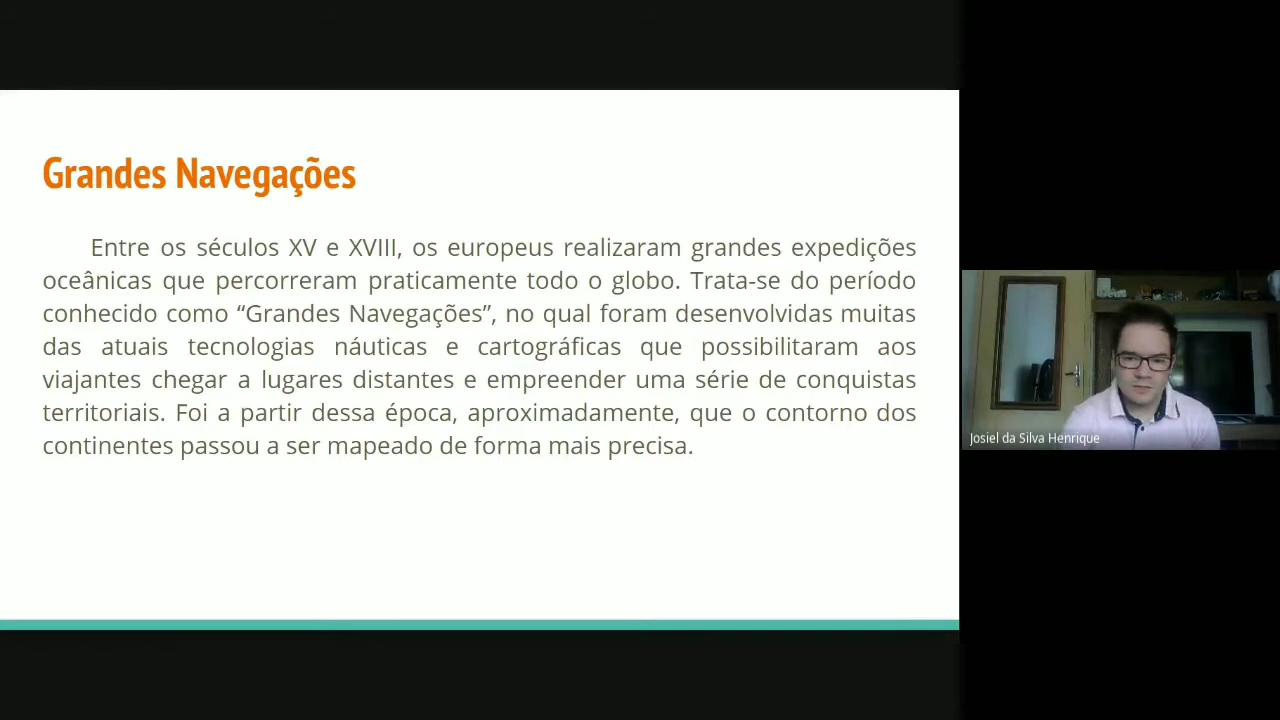 Grandes Navegações
Entre os séculos XV e XVIII, os europeus realizaram grandes expedições
oceânicas que percorreram praticamente todo o globo. Trata-se do período
conhecido como “Grandes Navegações”, no qual foram desenvolvidas muitas
das atuais tecnologias náuticas e cartográficas que possibilitaram aos
viajantes chegar a lugares distantes e empreender uma série de conquistas
territoriais. Foi a partir dessa época, aproximadamente, que o contorno dos
continentes passou a ser mapeado de forma mais precisa.
Josiel da Silva Henrique